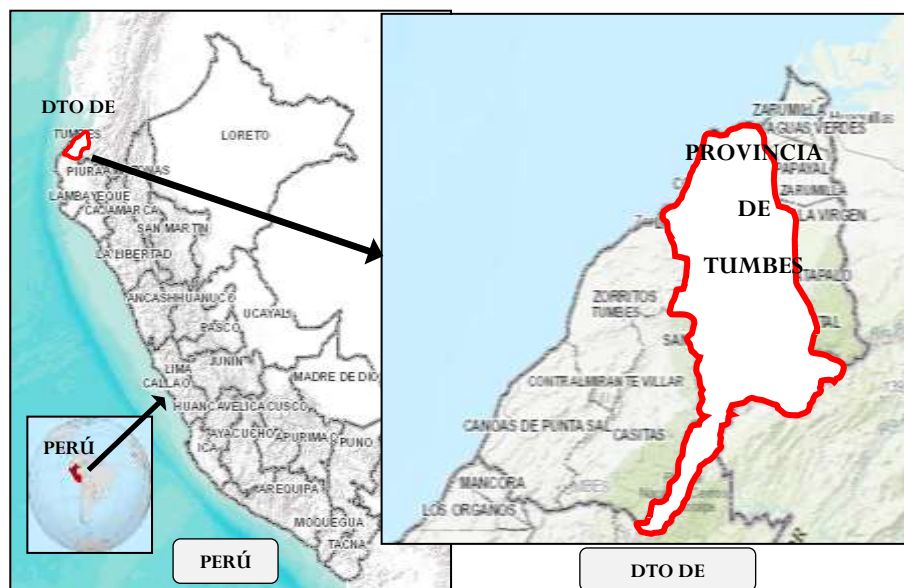 DTO DE
TUMBES
LORETO
PIURA
LAMBAYEQUE
CAJAMARCA
SAN MARTIN
LA LIBERTAD
ANCASH
HUANUCO
UCAYALI
PASCO
JUNIN
LIMA
CALLAO
MADRE DE DIO
HUANCAVELICA
CUSCO
ICA
AYACUCHO
APURIMAC
PUNO
AREQUIPA
MOQUEGUA
TACNA
PERÚ
PERÚ
ZARUMILLA
AGUAS VERDES
PROVINCIA
PAPAYAL
ZARUMILLA
DE
LA VIRGEN
TUMBES
ZORRITOS
TUMBES
CONTRALMIRANTE VILLAR
CANOAS DE PUNTA SAL
CASITAS
MANCORA
LOS ORGANOS
DTO DE